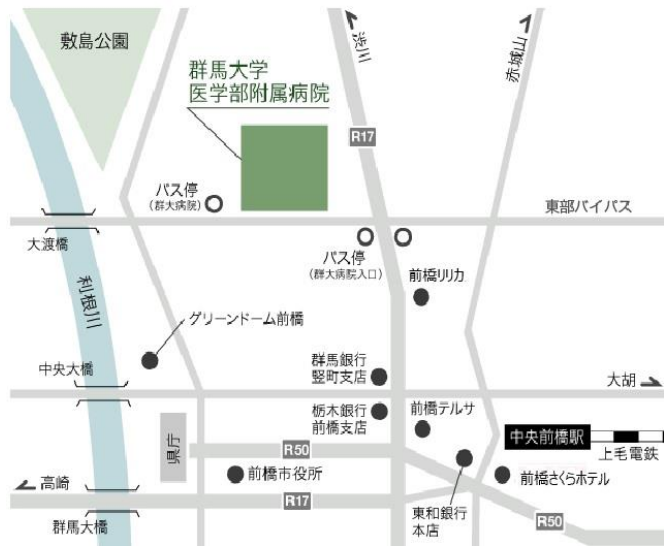 敷島公園
群馬大学
医学部附属病院
渋川
赤城山
R17
バス停
(群大病院)
東部バイパス
大渡橋
バス停
(群大病院入口)
前橋リリカ
利根川
グリーンドーム前橋
中央大橋
群馬銀行
竪町支店
大胡
栃木銀行
前橋支店
前橋テルサ
中央前橋駅
上毛電鉄
県庁
R50
高崎
前橋市役所
前橋さくらホテル
R17
東和銀行
本店
群馬大橋
R50